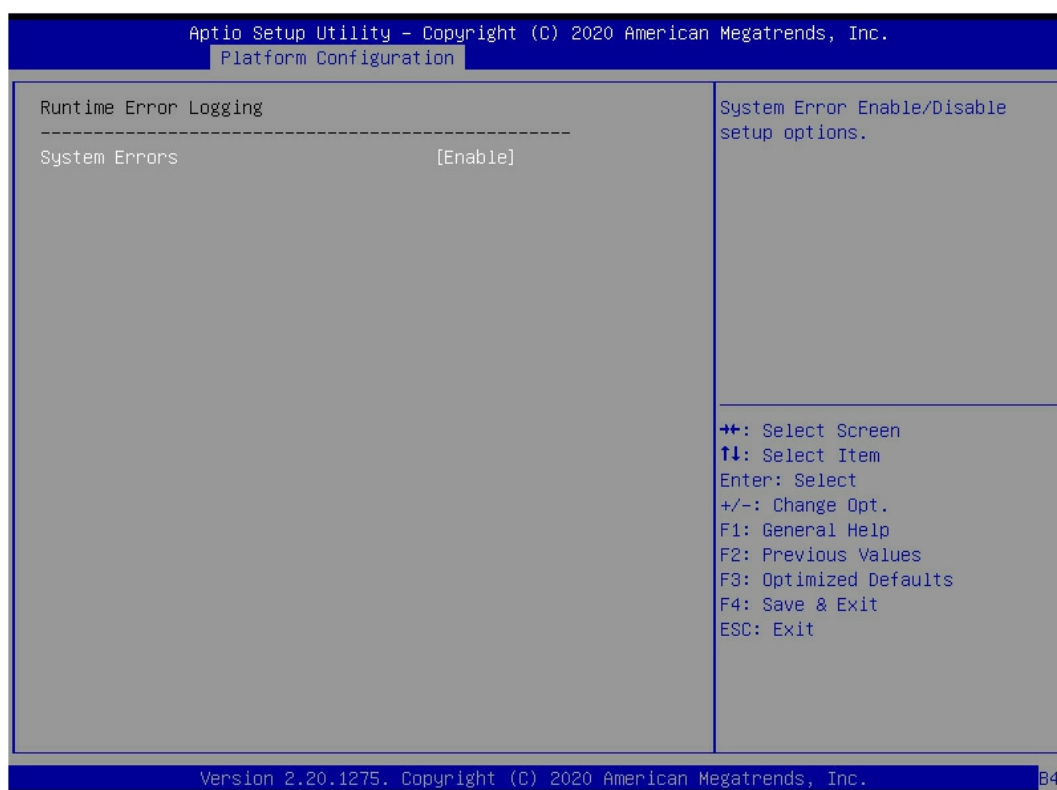 Aptio Setup Utility – Copyright (C) 2020 American Megatrends, Inc.
Platform Configuration
Runtime Error Logging
--------------------------------------------------
System Errors [Enable]
System Error Enable/Disable
setup options.
→←: Select Screen
↑↓: Select Item
Enter: Select
+/-: Change Opt.
F1: General Help
F2: Previous Values
F3: Optimized Defaults
F4: Save & Exit
ESC: Exit
Version 2.20.1275. Copyright (C) 2020 American Megatrends, Inc.
B4